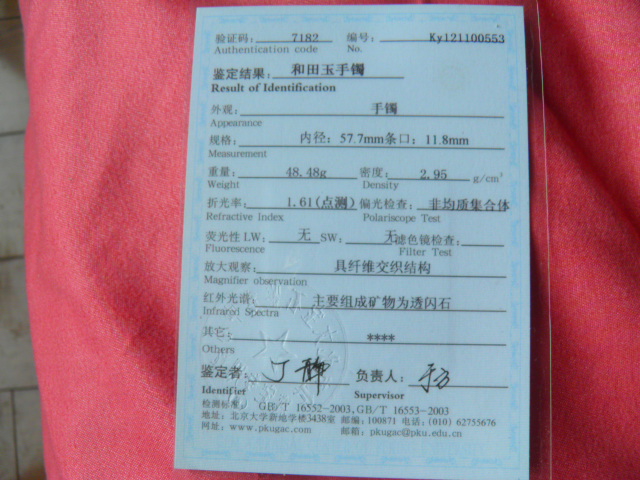 验证码: 7182 编号: Ky121100553
Authentication code No.
鉴定结果: 和田玉手镯
Result of Identification
外观: 手镯
Appearance
规格: 内径: 57.7mm条口: 11.8mm
Measurement
重量: 48.48g 密度: 2.95 g/cm³
Weight Density
折光率: 1.61(点测) 偏光检查: 非均质集合体
Refractive Index Polariscope Test
荧光性 LW: 无 SW: 无 滤色镜检查:
Fluorescence Filter Test
放大观察: 具纤维交织结构
Magnifier observation
红外光谱: 主要组成矿物为透闪石
Infrared Spectra
其它: ****
Others
鉴定者: 丁静 负责人:
Identifier Supervisor
检测标准: GB/T 16552-2003,GB/T 16553-2003
地址: 北京大学新地学楼3438室 邮编:100871 电话:(010) 62755676
网址: www.pkugac.com 邮箱: pkugac@pku.edu.cn